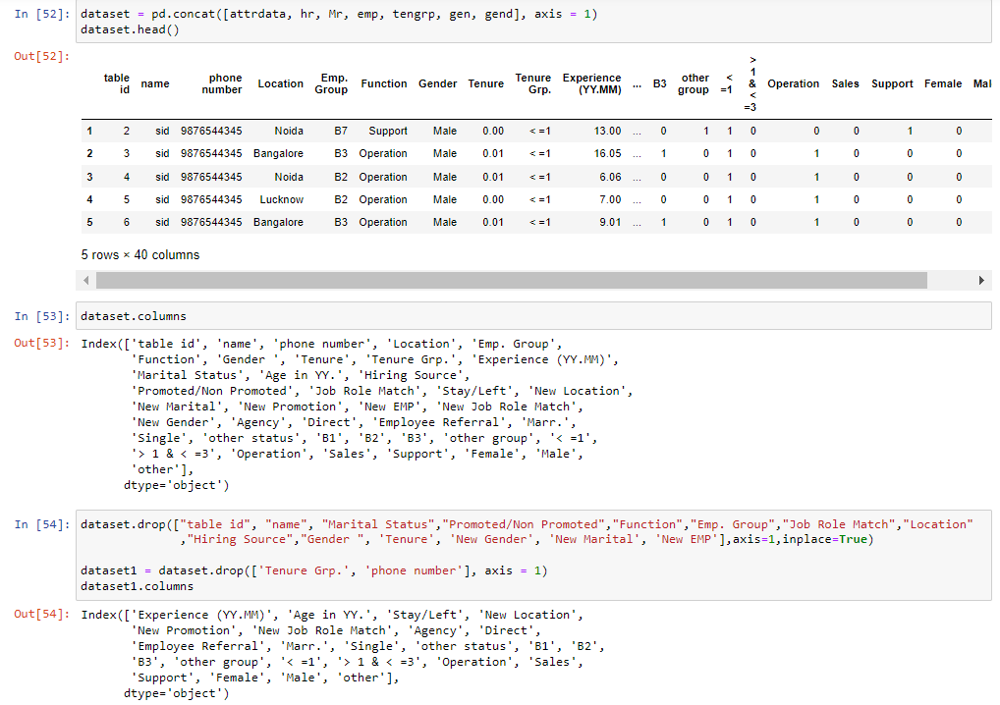 In [52]: dataset = pd.concat([attrdata, hr, Mr, emp, tengrp, gen, gend], axis = 1)
dataset.head()
Out[52]:
table id name phone number Location Emp. Group Function Gender Tenure Tenure Grp. Experience (YY.MM) ... B3 other group < =1 > 1 & < =3 Operation Sales Support Female Mal
1 2 sid 9876544345 Noida B7 Support Male 0.00 < =1 13.00 ... 0 1 1 0 0 0 1 0
2 3 sid 9876544345 Bangalore B3 Operation Male 0.01 < =1 16.05 ... 1 0 1 0 1 0 0 0
3 4 sid 9876544345 Noida B2 Operation Male 0.01 < =1 6.06 ... 0 0 1 0 1 0 0 0
4 5 sid 9876544345 Lucknow B2 Operation Male 0.00 < =1 7.00 ... 0 0 1 0 1 0 0 0
5 6 sid 9876544345 Bangalore B3 Operation Male 0.01 < =1 9.01 ... 1 0 1 0 1 0 0 0
5 rows × 40 columns
In [53]: dataset.columns
Out[53]: Index(['table id', 'name', 'phone number', 'Location', 'Emp. Group',
'Function', 'Gender ', 'Tenure', 'Tenure Grp.', 'Experience (YY.MM)',
'Marital Status', 'Age in YY.', 'Hiring Source',
'Promoted/Non Promoted', 'Job Role Match', 'Stay/Left', 'New Location',
'New Marital', 'New Promotion', 'New EMP', 'New Job Role Match',
'New Gender', 'Agency', 'Direct', 'Employee Referral', 'Marr.',
'Single', 'other status', 'B1', 'B2', 'B3', 'other group', '< =1',
'> 1 & < =3', 'Operation', 'Sales', 'Support', 'Female', 'Male',
'other'],
dtype='object')
In [54]: dataset.drop(["table id", "name", "Marital Status","Promoted/Non Promoted","Function","Emp. Group","Job Role Match","Location"
,"Hiring Source","Gender ", 'Tenure', 'New Gender', 'New Marital', 'New EMP'],axis=1,inplace=True)
dataset1 = dataset.drop(['Tenure Grp.', 'phone number'], axis = 1)
dataset1.columns
Out[54]: Index(['Experience (YY.MM)', 'Age in YY.', 'Stay/Left', 'New Location',
'New Promotion', 'New Job Role Match', 'Agency', 'Direct',
'Employee Referral', 'Marr.', 'Single', 'other status', 'B1', 'B2',
'B3', 'other group', '< =1', '> 1 & < =3', 'Operation', 'Sales',
'Support', 'Female', 'Male', 'other'],
dtype='object')